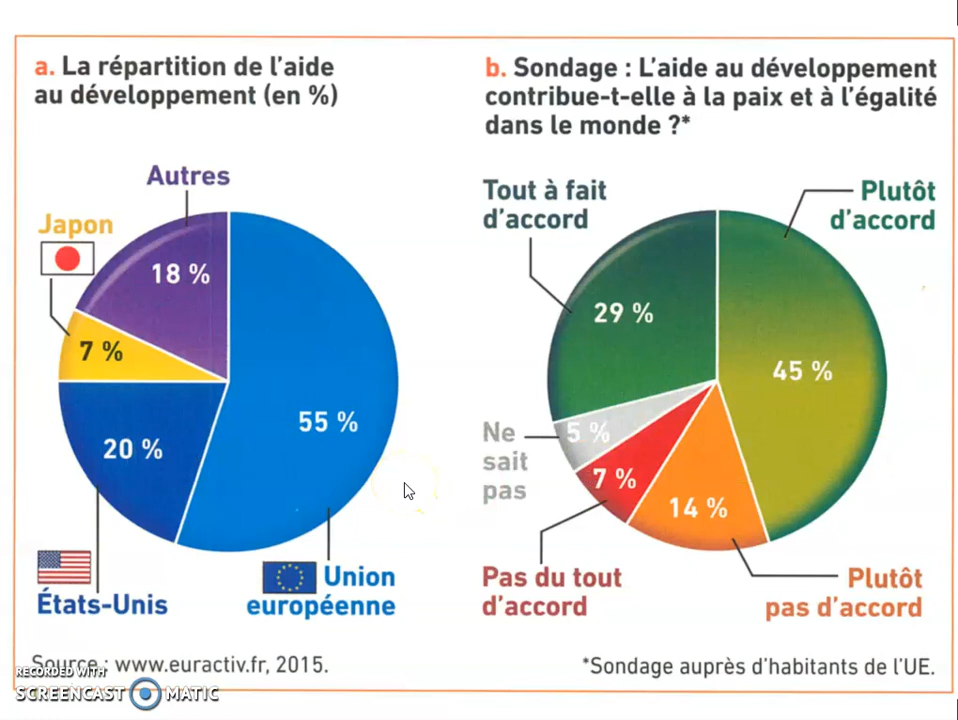 a. La répartition de l'aide
au développement (en %)
b. Sondage : L'aide au développement
contribue-t-elle à la paix et à l'égalité
dans le monde ?*
Autres
Japon
18 %
7 %
20 %
55 %
États-Unis
Union
européenne
Tout à fait
d'accord
Plutôt
d'accord
29 %
45 %
Ne
sait
pas
5 %
7 %
14 %
Pas du tout
d'accord
Plutôt
pas d'accord
Source : www.euractiv.fr, 2015.
*Sondage auprès d'habitants de l'UE.
RECORDED WITH
SCREENCAST MATIC